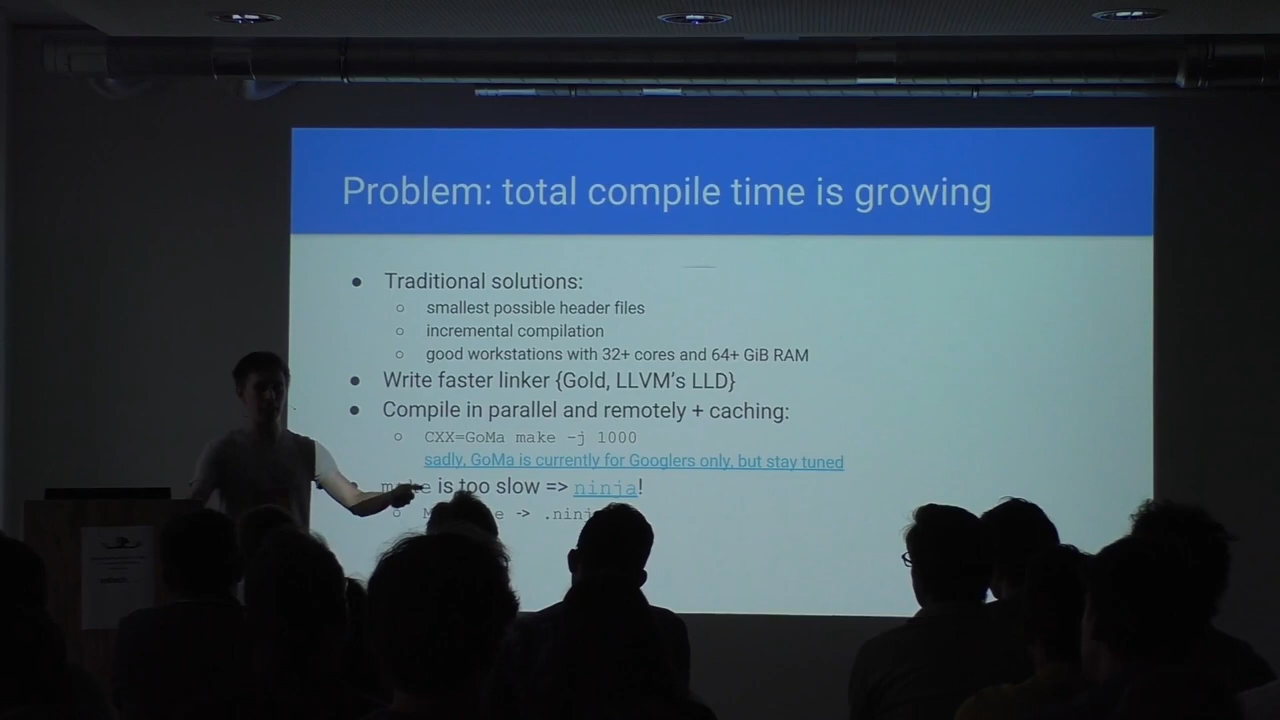 Problem: total compile time is growing
● Traditional solutions:
○ smallest possible header files
○ incremental compilation
○ good workstations with 32+ cores and 64+ GiB RAM
● Write faster linker {Gold, LLVM's LLD}
● Compile in parallel and remotely + caching:
○ CXX=GoMa make -j 1000
sadly, GoMa is currently for Googlers only, but stay tuned
● make is too slow => ninja!
○ -> .ninj